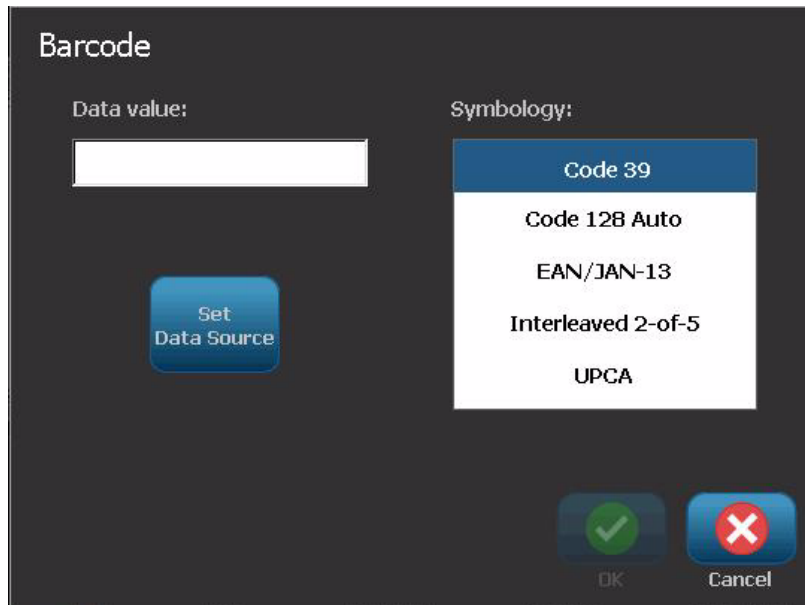 Barcode
Data value:
Symbology:
Code 39
Code 128 Auto
EAN/JAN-13
Interleaved 2-of-5
UPCA
Set
Data Source
OK
Cancel